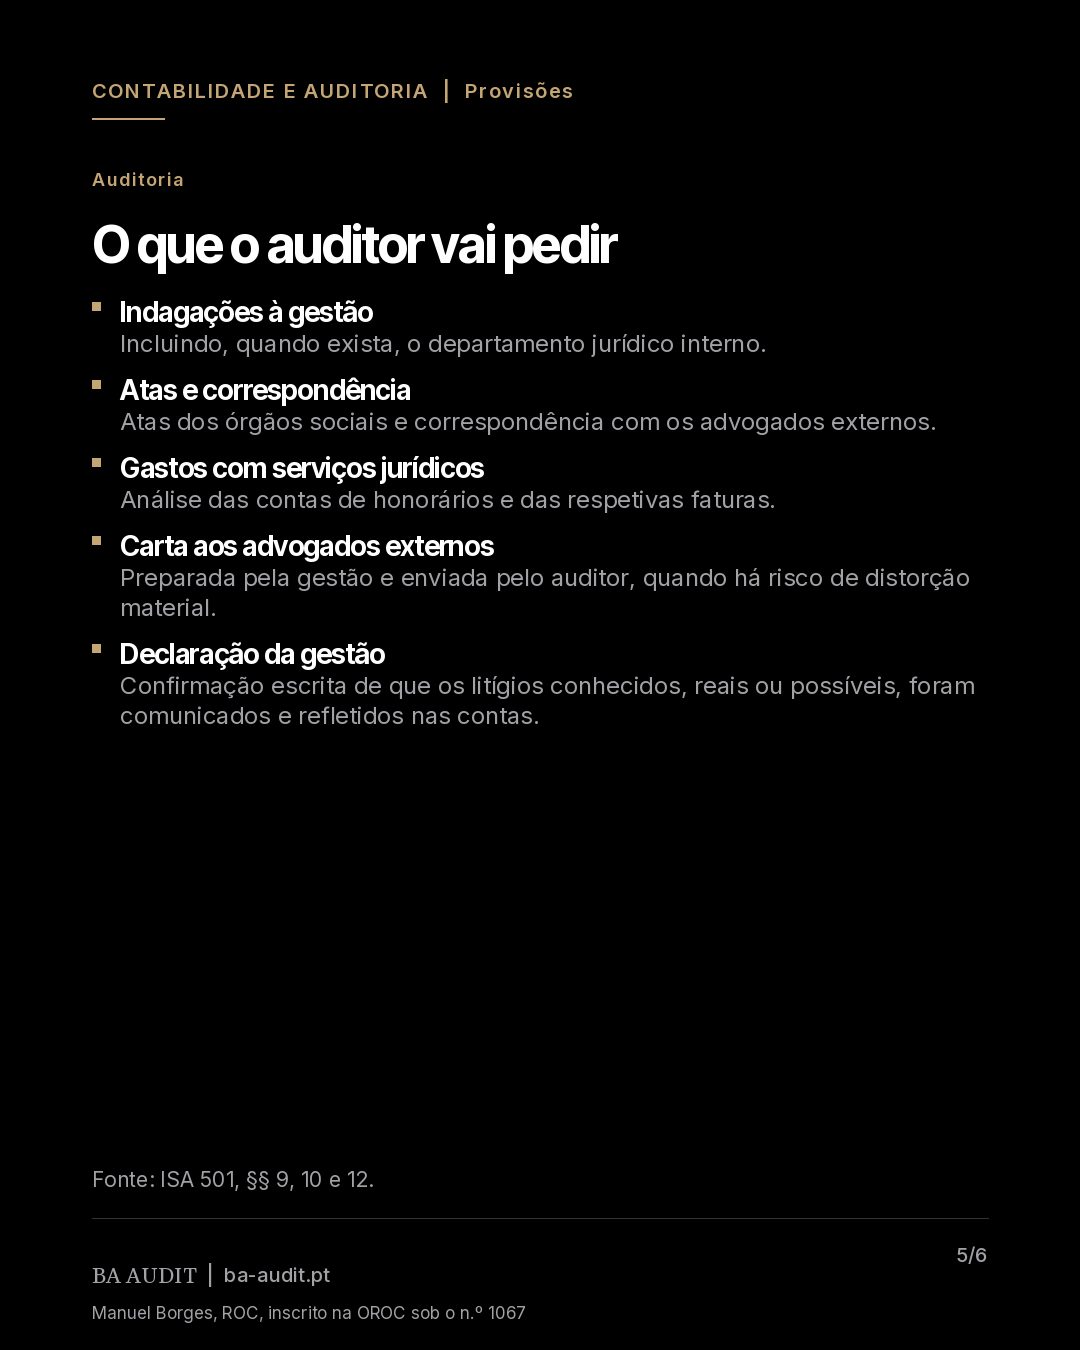 CONTABILIDADE E AUDITORIA | Provisões
Auditoria
O que o auditor vai pedir
Indagações à gestão
Incluindo, quando exista, o departamento jurídico interno.
Atas e correspondência
Atas dos órgãos sociais e correspondência com os advogados externos.
Gastos com serviços jurídicos
Análise das contas de honorários e das respetivas faturas.
Carta aos advogados externos
Preparada pela gestão e enviada pelo auditor, quando há risco de distorção
material.
Declaração da gestão
Confirmação escrita de que os litígios conhecidos, reais ou possíveis, foram
comunicados e refletidos nas contas.
Fonte: ISA 501, §§ 9, 10 e 12.
5/6
BA AUDIT | ba-audit.pt
Manuel Borges, ROC, inscrito na OROC sob o n.º 1067